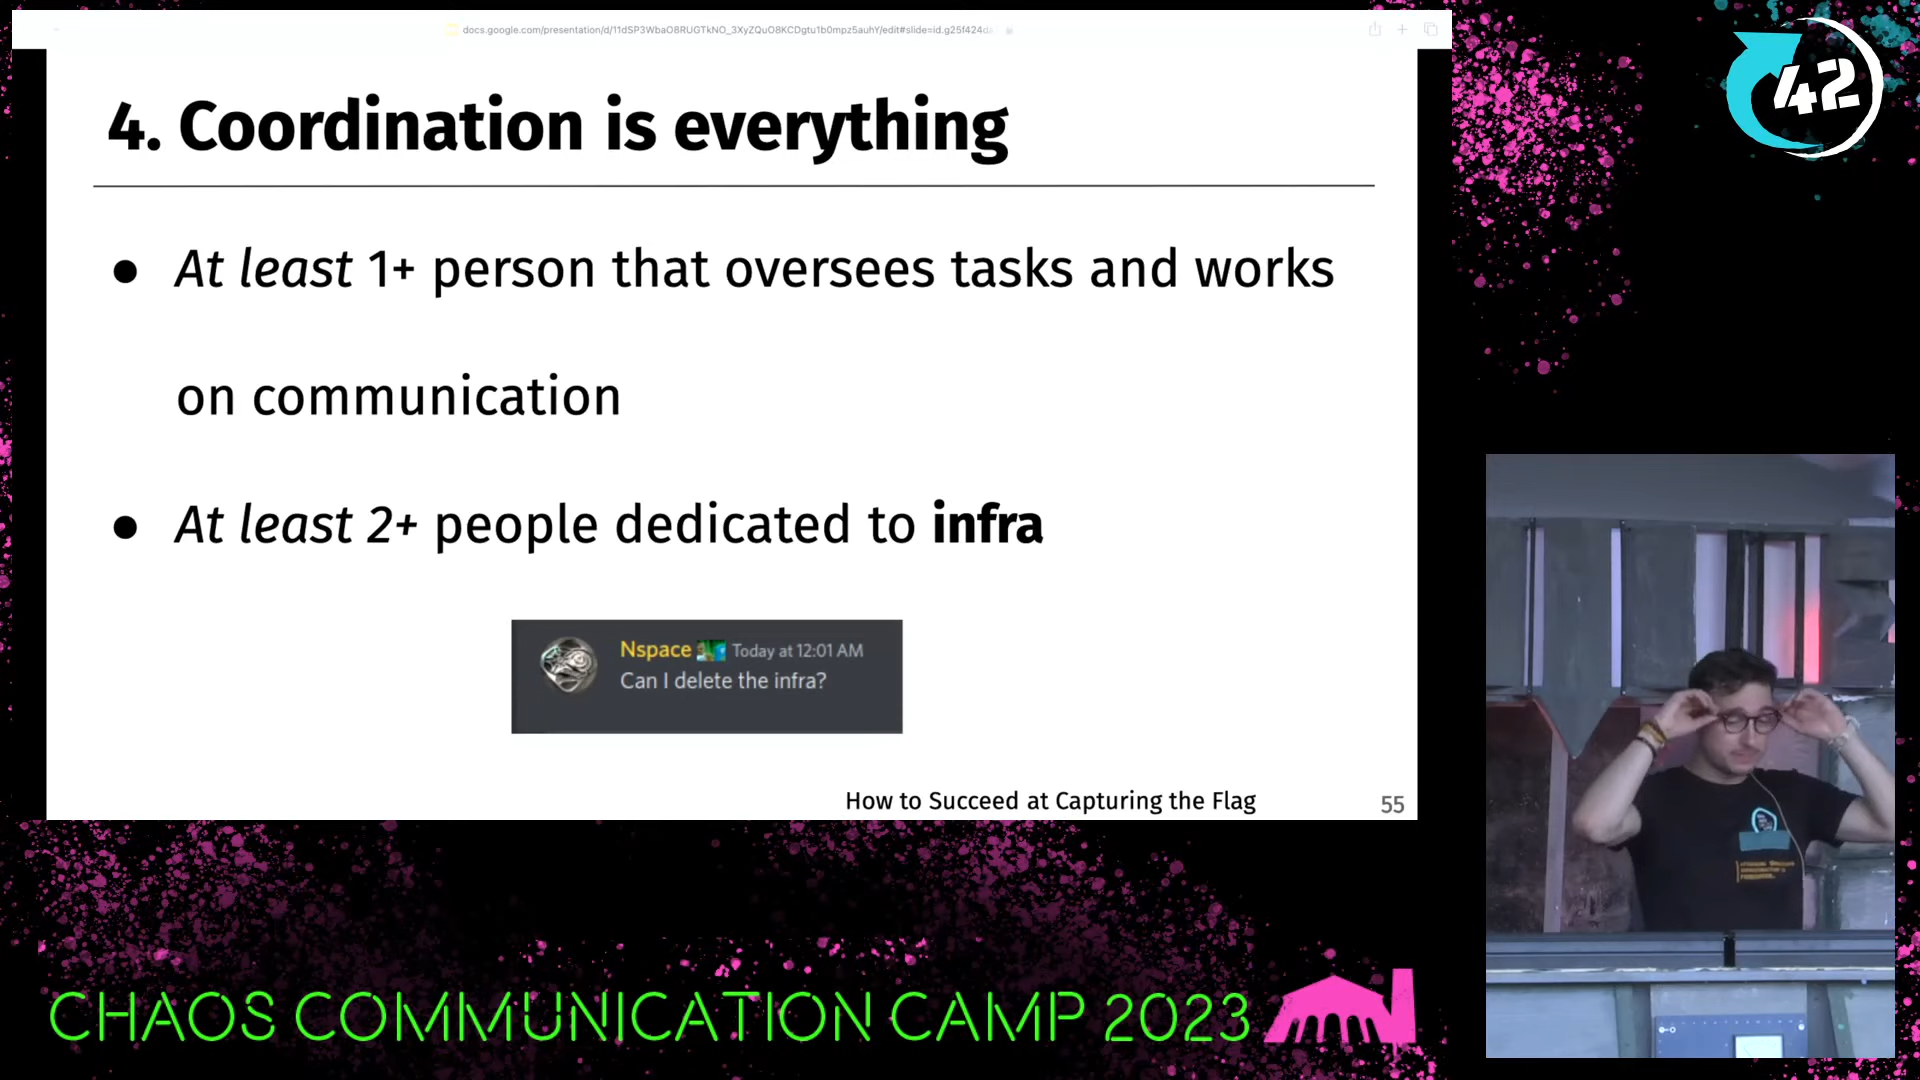 4. Coordination is everything
● At least 1+ person that oversees tasks and works
on communication
● At least 2+ people dedicated to infra
Nspace Today at 12:01 AM
Can I delete the infra?
How to Succeed at Capturing the Flag
55
42
CHAOS COMMUNICATION CAMP 2023